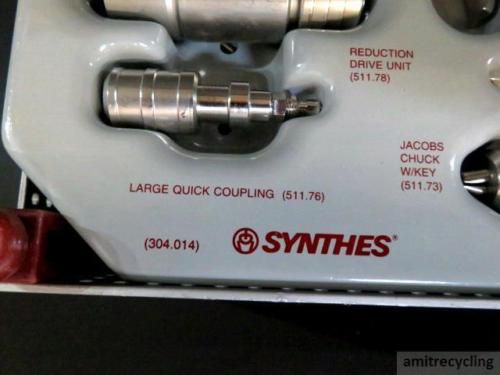 REDUCTION
DRIVE UNIT
(511.78)
JACOBS
CHUCK
W/KEY
(511.73)
LARGE QUICK COUPLING (511.76)
(304.014)
SYNTHES®
amitrecycling